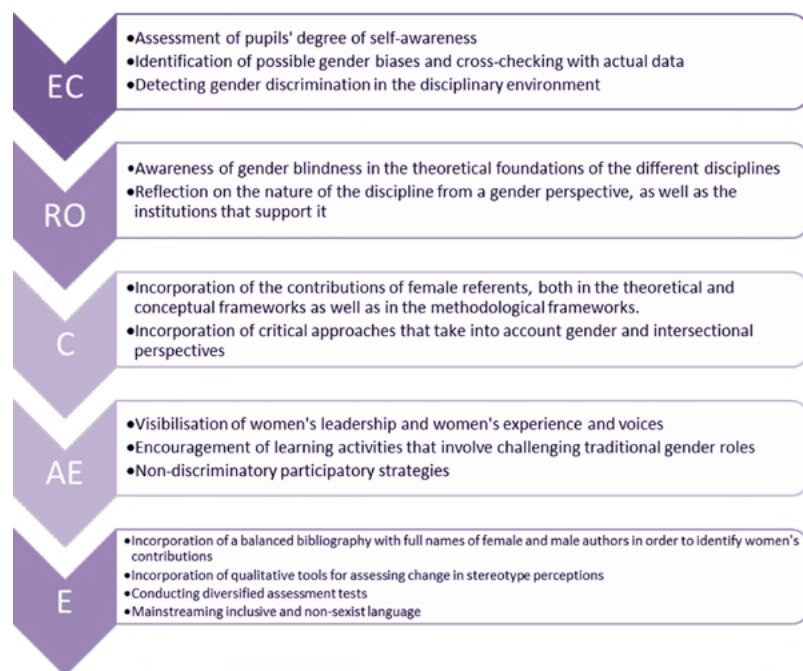 EC
•Assessment of pupils' degree of self-awareness
•Identification of possible gender biases and cross-checking with actual data
•Detecting gender discrimination in the disciplinary environment
RO
•Awareness of gender blindness in the theoretical foundations of the different disciplines
•Reflection on the nature of the discipline from a gender perspective, as well as the
institutions that support it
C
•Incorporation of the contributions of female referents, both in the theoretical and
conceptual frameworks as well as in the methodological frameworks.
•Incorporation of critical approaches that take into account gender and intersectional
perspectives
AE
•Visibilisation of women's leadership and women's experience and voices
•Encouragement of learning activities that involve challenging traditional gender roles
•Non-discriminatory participatory strategies
E
•Incorporation of a balanced bibliography with full names of female and male authors in order to identify women's
contributions
•Incorporation of qualitative tools for assessing change in stereotype perceptions
•Conducting diversified assessment tests
•Mainstreaming inclusive and non-sexist language